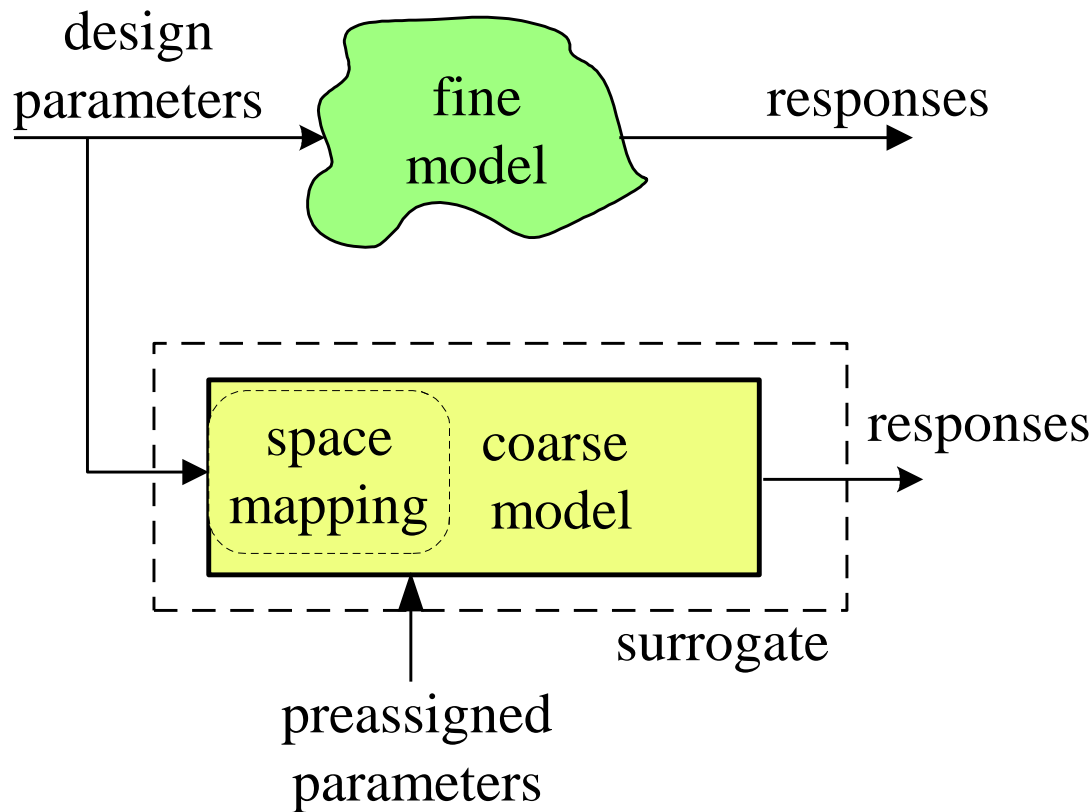 design
parameters
fine
model
responses
space
mapping
coarse
model
responses
surrogate
preassigned
parameters